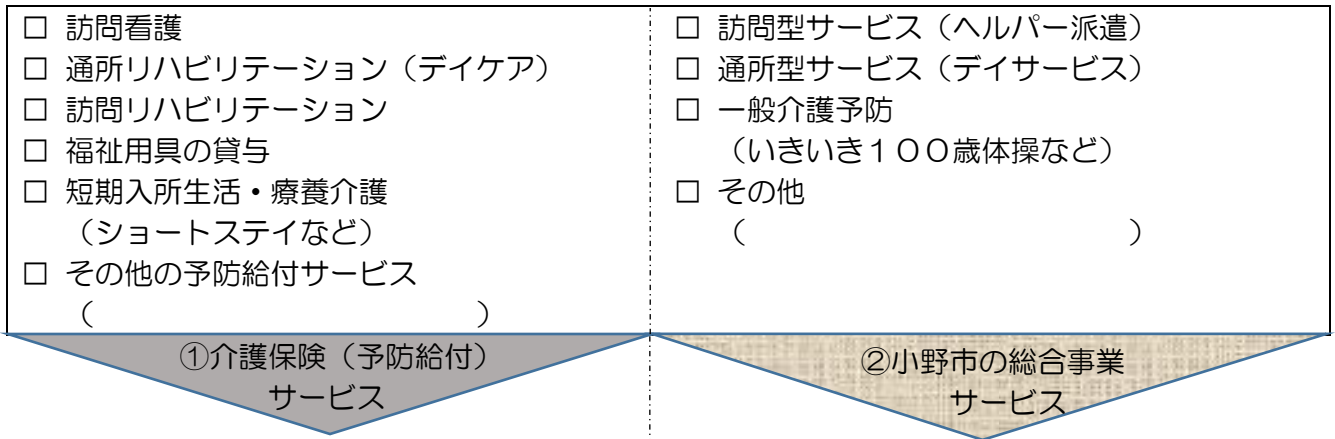 □ 訪問看護
□ 通所リハビリテーション（デイケア）
□ 訪問リハビリテーション
□ 福祉用具の貸与
□ 短期入所生活・療養介護
（ショートステイなど）
□ その他の予防給付サービス
（　　　　　　　　　　　　　）
①介護保険（予防給付）
サービス
□ 訪問型サービス（ヘルパー派遣）
□ 通所型サービス（デイサービス）
□ 一般介護予防
（いきいき１００歳体操など）
□ その他
（　　　　　　　　　　　　　）
②小野市の総合事業
サービス